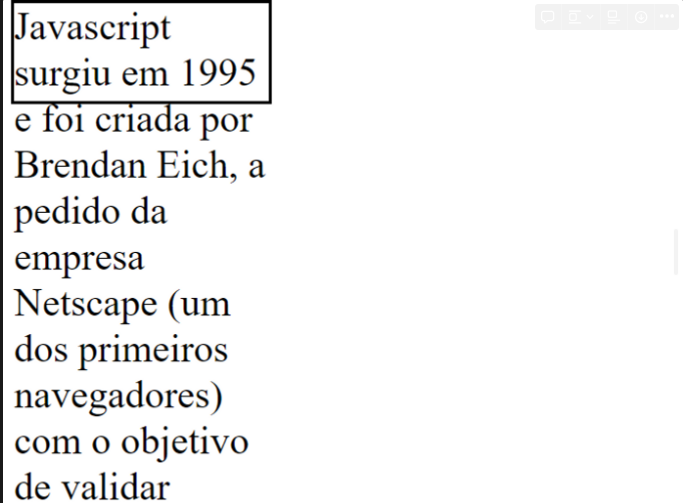 Javascript
surgiu em 1995
e foi criada por
Brendan Eich, a
pedido da
empresa
Netscape (um
dos primeiros
navegadores)
com o objetivo
de validar